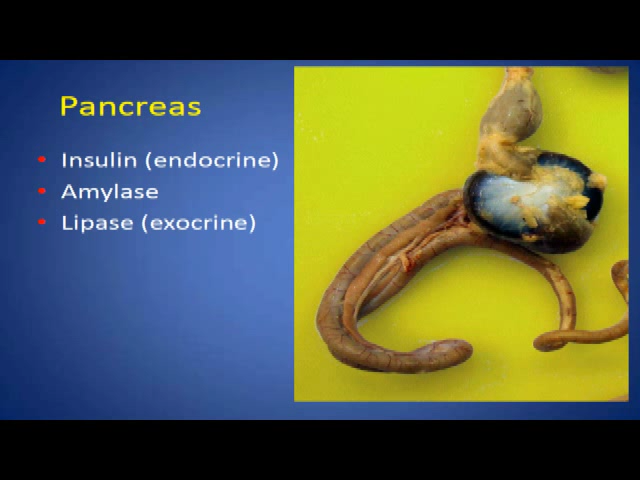 Pancreas
• Insulin (endocrine)
• Amylase
• Lipase (exocrine)